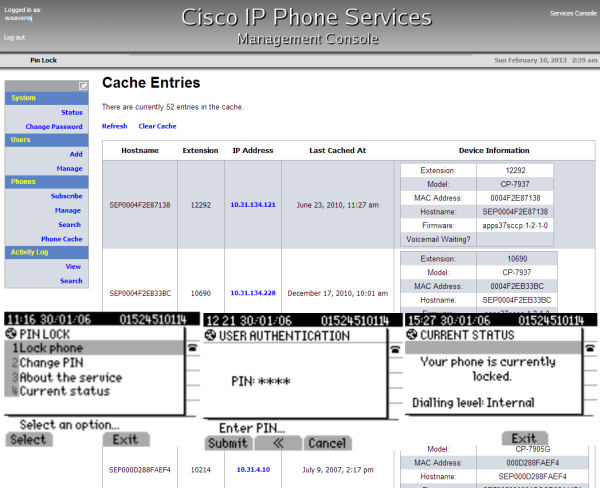 Logged in as:
weavermj
Log out
Cisco IP Phone Services
Management Console
Services Console
Pin Lock
Sun February 10, 2013 2:39 am
System
Status
Change Password
Users
Add
Manage
Phones
Subscribe
Manage
Search
Phone Cache
Activity Log
View
Search
Cache Entries
There are currently 52 entries in the cache.
Refresh Clear Cache
Hostname Extension IP Address Last Cached At Device Information
SEP0004F2E87138 12292 10.31.134.121 June 23, 2010, 11:27 am
Extension: 12292
Model: CP-7937
MAC Address: 0004F2E87138
Hostname: SEP0004F2E87138
Firmware: apps37sccp.1-2-1-0
Voicemail Waiting?
SEP0004F2EB33BC 10690 10.31.134.228 December 17, 2010, 10:01 am
Extension: 10690
Model: CP-7937
MAC Address: 0004F2EB33BC
Hostname: SEP0004F2EB33BC
11:16 30/01/06 01524510114
PIN LOCK
1 Lock phone
2 Change PIN
3 About the service
4 Current status
Select an option...
Select Exit
12 21 30/01/06 01524510114
USER AUTHENTICATION
PIN: ****
Enter PIN...
Submit << Cancel
15:27 30/01/06 01524510114
CURRENT STATUS
Your phone is currently
locked.
Dialling level: Internal
Exit
SEP000D288FAEF4 10214 10.31.4.10 July 9, 2007, 2:17 pm
Model: CP-7905G
MAC Address: 000D288FAEF4
Hostname: SEP000D288FAEF4